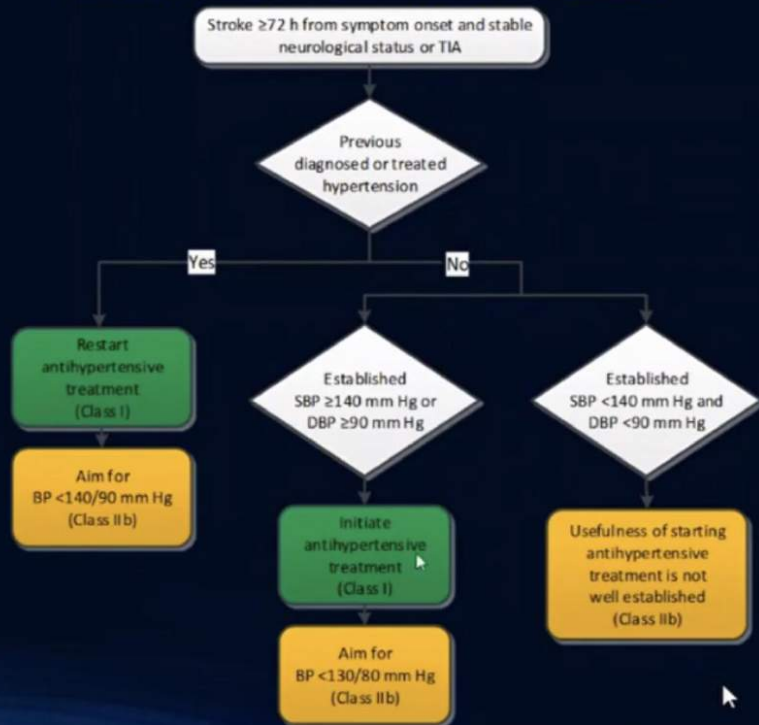 Stroke ≥72 h from symptom onset and stable
neurological status or TIA
Previous
diagnosed or treated
hypertension
Yes
No
Restart
antihypertensive
treatment
(Class I)
Aim for
BP <140/90 mm Hg
(Class IIb)
Established
SBP ≥140 mm Hg or
DBP ≥90 mm Hg
Initiate
antihypertensive
treatment
(Class I)
Aim for
BP <130/80 mm Hg
(Class IIb)
Established
SBP <140 mm Hg and
DBP <90 mm Hg
Usefulness of starting
antihypertensive
treatment is not
well established
(Class IIb)